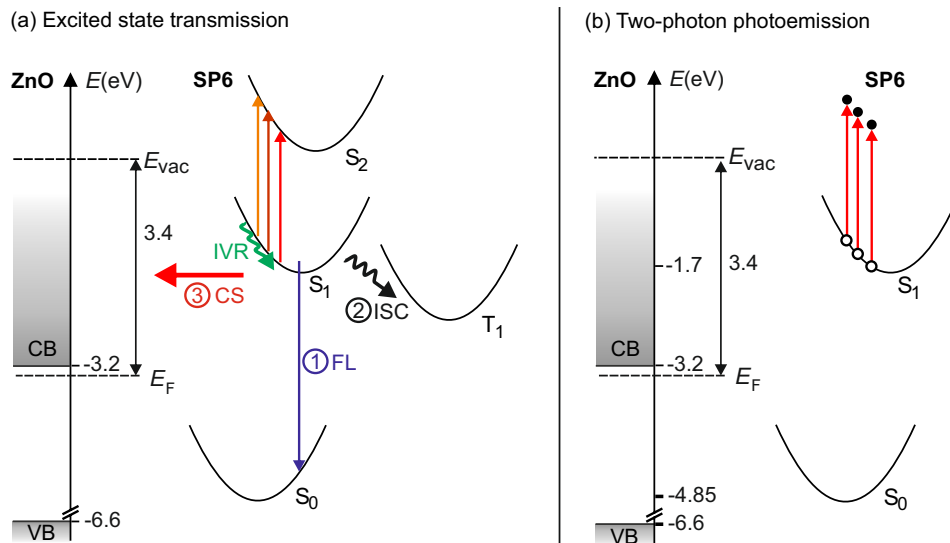 (a) Excited state transmission
ZnO E(eV) SP6
S2
Evac
3.4
IVR
S1
③ CS
② ISC
T1
① FL
CB
-3.2
EF
S0
-6.6
VB
(b) Two-photon photoemission
ZnO E(eV) SP6
Evac
-1.7
3.4
S1
CB
-3.2
EF
-4.85
S0
-6.6
VB